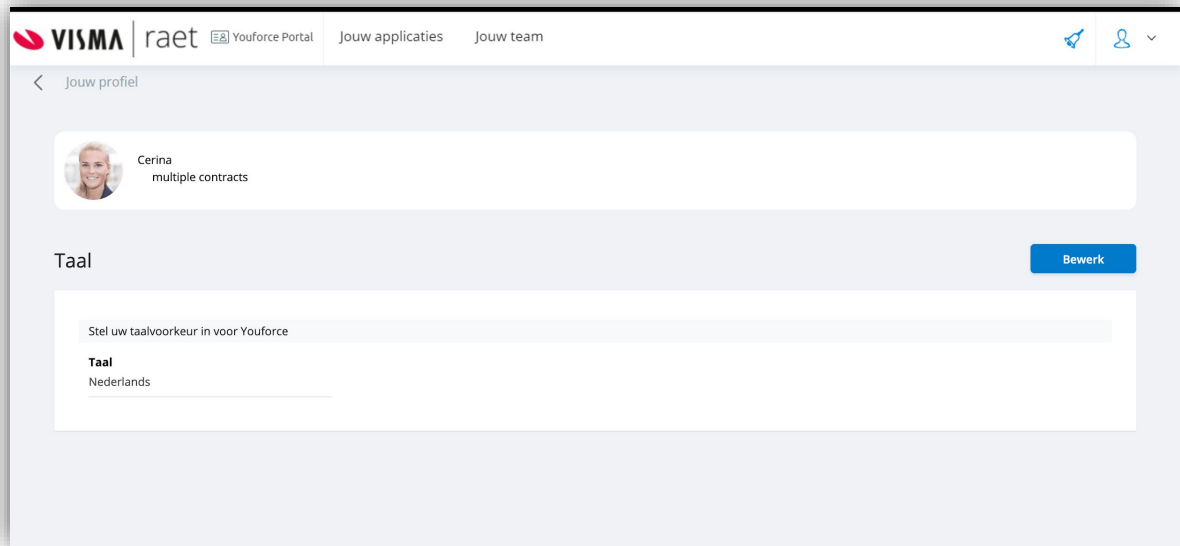 VISMA raet Youforce Portal Jouw applicaties Jouw team
Jouw profiel
Cerina
multiple contracts
Taal
Bewerk
Stel uw taalvoorkeur in voor Youforce
Taal
Nederlands